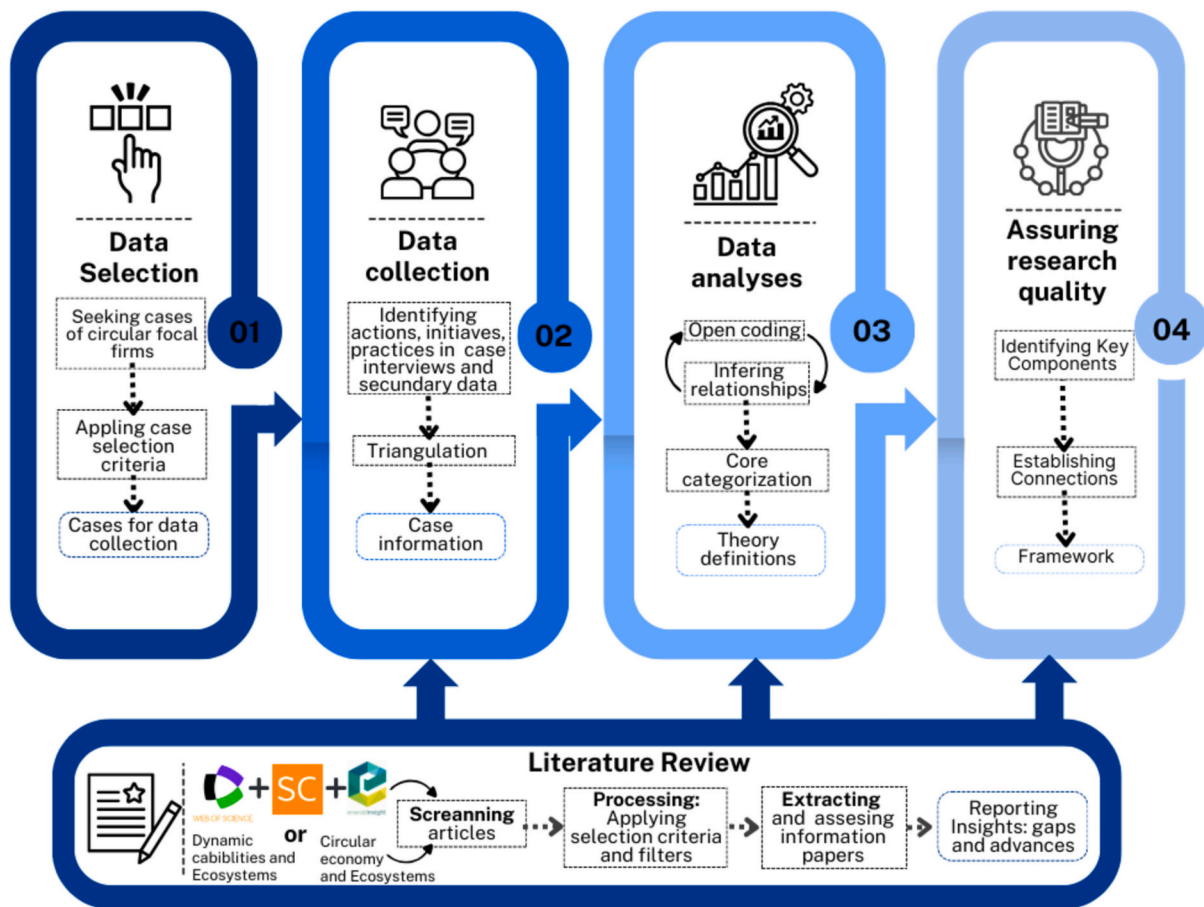 Data
Selection
Seeking cases
of circular focal
firms
01
Appling case
selection
criteria
Cases for data
collection
Data
collection
Identifying
actions, initiaves,
practices in case
interviews and
secundary data
02
Triangulation
Case
information
Data
analyses
Open coding
Infering
relationships
03
Core
categorization
Theory
definitions
Assuring
research
quality
Identifying Key
Components
04
Establishing
Connections
Framework
Literature Review
WEB OF SCIENCE
+
SC
+
emeraldinsight
or
Dynamic
cabiblities and
Ecosystems
Circular
economy
and Ecosystems
Screanning
articles
Processing:
Applying
selection criteria
and filters
Extracting
and assesing
information
papers
Reporting
Insights: gaps
and advances